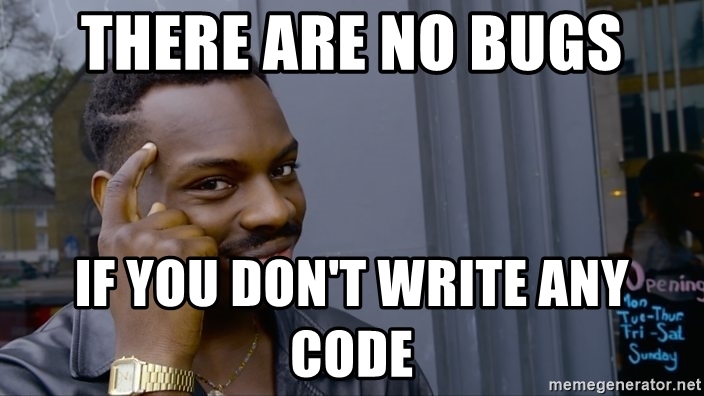 THERE ARE NO BUGS
IF YOU DON'T WRITE ANY
CODE
Opening
Mon
Tue-Thur
Fri-Sat
Sunday
memegenerator.net